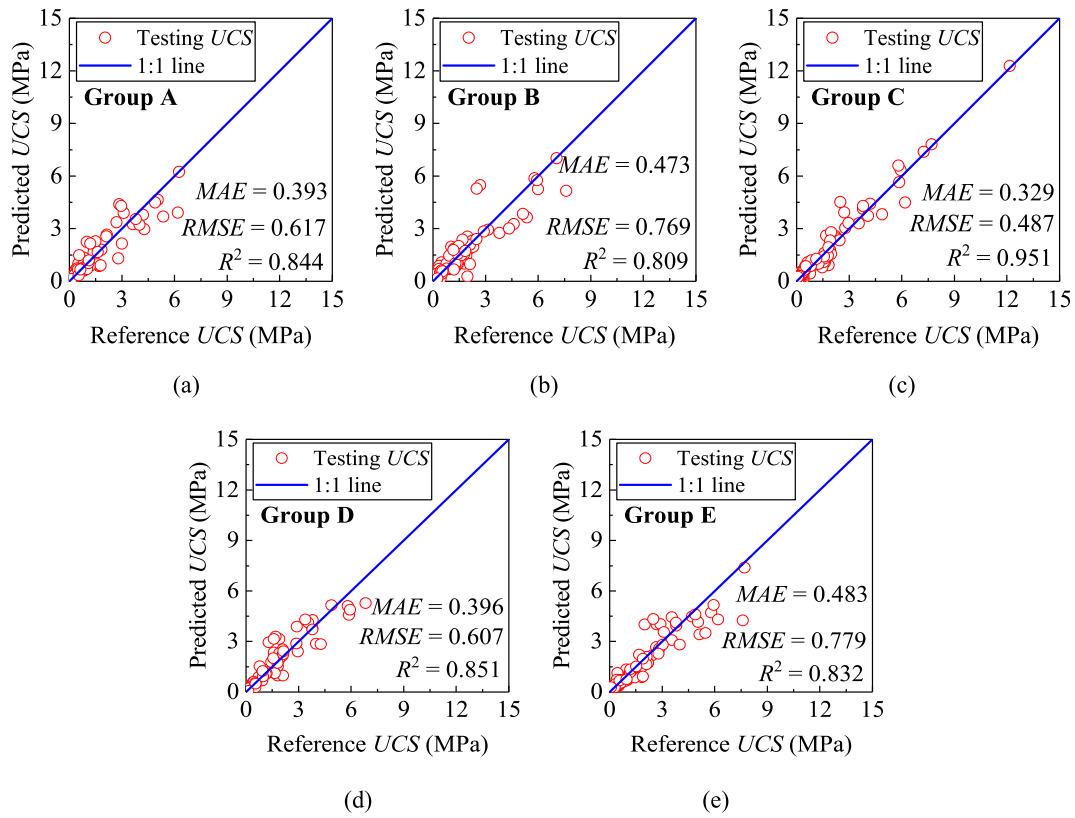 15
12
9
6
3
0
Predicted UCS (MPa)
Testing UCS
1:1 line
Group A
MAE = 0.393
RMSE = 0.617
R² = 0.844
0 3 6 9 12 15
Reference UCS (MPa)
(a)
15
12
9
6
3
0
Predicted UCS (MPa)
Testing UCS
1:1 line
Group B
MAE = 0.473
RMSE = 0.769
R² = 0.809
0 3 6 9 12 15
Reference UCS (MPa)
(b)
15
12
9
6
3
0
Predicted UCS (MPa)
Testing UCS
1:1 line
Group C
MAE = 0.329
RMSE = 0.487
R² = 0.951
0 3 6 9 12 15
Reference UCS (MPa)
(c)
15
12
9
6
3
0
Predicted UCS (MPa)
Testing UCS
1:1 line
Group D
MAE = 0.396
RMSE = 0.607
R² = 0.851
0 3 6 9 12 15
Reference UCS (MPa)
(d)
15
12
9
6
3
0
Predicted UCS (MPa)
Testing UCS
1:1 line
Group E
MAE = 0.483
RMSE = 0.779
R² = 0.832
0 3 6 9 12 15
Reference UCS (MPa)
(e)